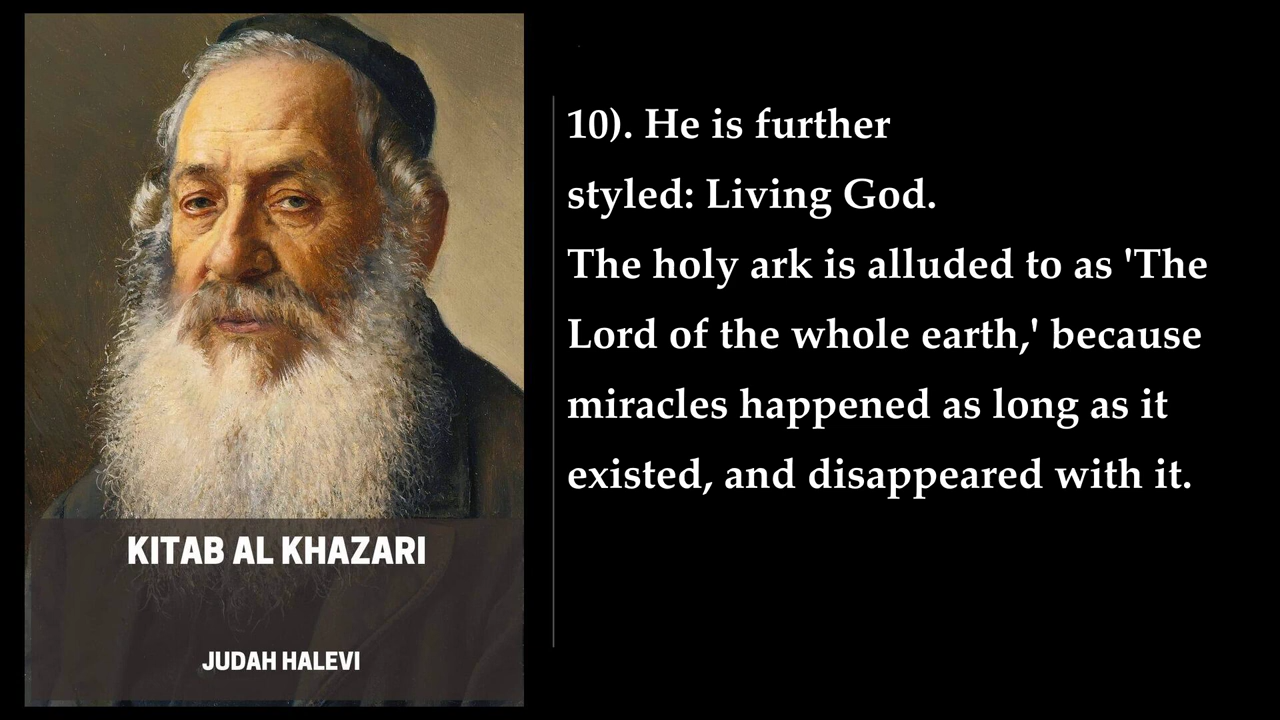 KITAB AL KHAZARI
JUDAH HALEVI
10). He is further
styled: Living God.
The holy ark is alluded to as 'The
Lord of the whole earth,' because
miracles happened as long as it
existed, and disappeared with it.